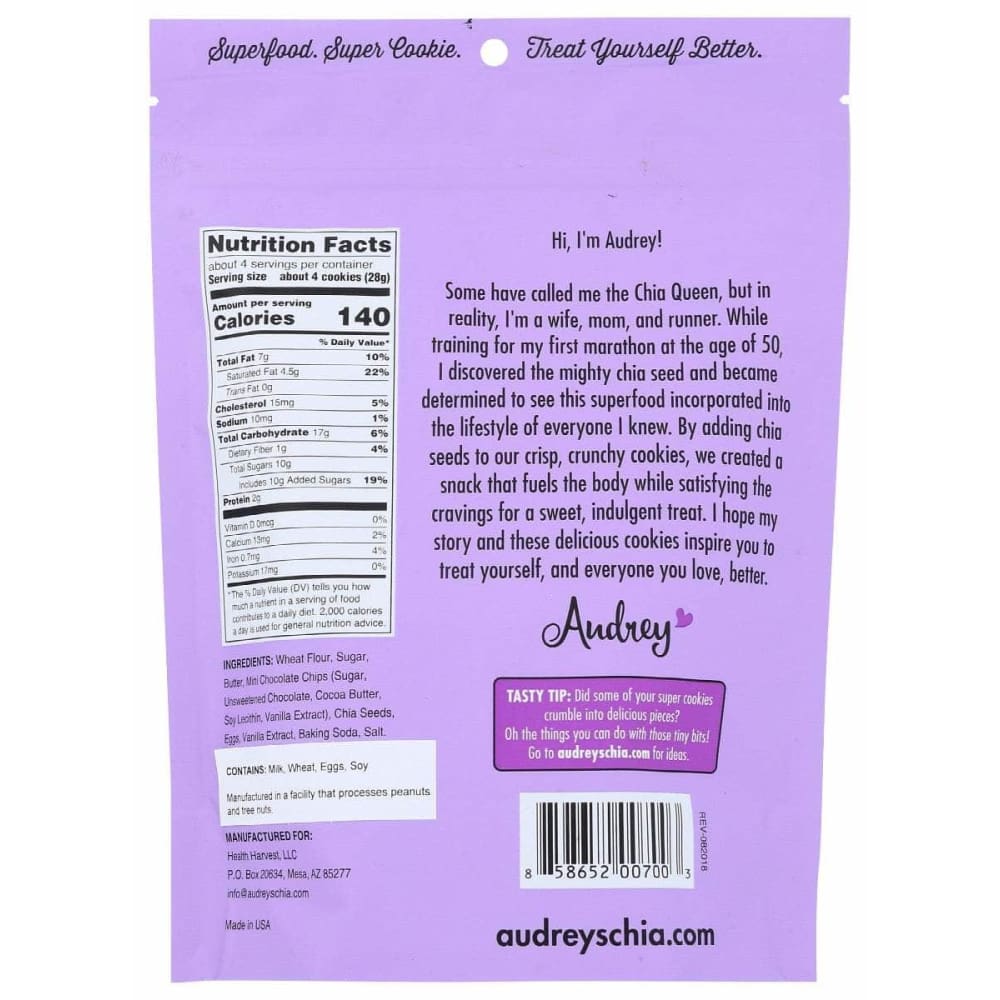 Superfood. Super Cookie. Treat Yourself Better.
Nutrition Facts
about 4 servings per container
Serving size about 4 cookies (28g)
Amount per serving
Calories 140
% Daily Value*
Total Fat 7g 10%
Saturated Fat 4.5g 22%
Trans Fat 0g
Cholesterol 15mg 5%
Sodium 10mg 1%
Total Carbohydrate 17g 6%
Dietary Fiber 1g 4%
Total Sugars 10g
Includes 10g Added Sugars 19%
Protein 2g
Vitamin D 0mcg 0%
Calcium 13mg 2%
Iron 0.7mg 4%
Potassium 17mg 0%
*The % Daily Value (DV) tells you how
much a nutrient in a serving of food
contributes to a daily diet. 2,000 calories
a day is used for general nutrition advice.
INGREDIENTS: Wheat Flour, Sugar,
Butter, Mini Chocolate Chips (Sugar,
Unsweetened Chocolate, Cocoa Butter,
Soy Lecithin, Vanilla Extract), Chia Seeds,
Eggs, Vanilla Extract, Baking Soda, Salt.
CONTAINS: Milk, Wheat, Eggs, Soy
Manufactured in a facility that processes peanuts
and tree nuts.
MANUFACTURED FOR:
Health Harvest, LLC
P.O. Box 20634, Mesa, AZ 85277
info@audreyschia.com
Made in USA
Hi, I'm Audrey!
Some have called me the Chia Queen, but in
reality, I'm a wife, mom, and runner. While
training for my first marathon at the age of 50,
I discovered the mighty chia seed and became
determined to see this superfood incorporated into
the lifestyle of everyone I knew. By adding chia
seeds to our crisp, crunchy cookies, we created a
snack that fuels the body while satisfying the
cravings for a sweet, indulgent treat. I hope my
story and these delicious cookies inspire you to
treat yourself, and everyone you love, better.
Audrey
TASTY TIP: Did some of your super cookies
crumble into delicious pieces?
Oh the things you can do with those tiny bits!
Go to audreyschia.com for ideas.
8 58652 00700 3
REV-082018
audreyschia.com